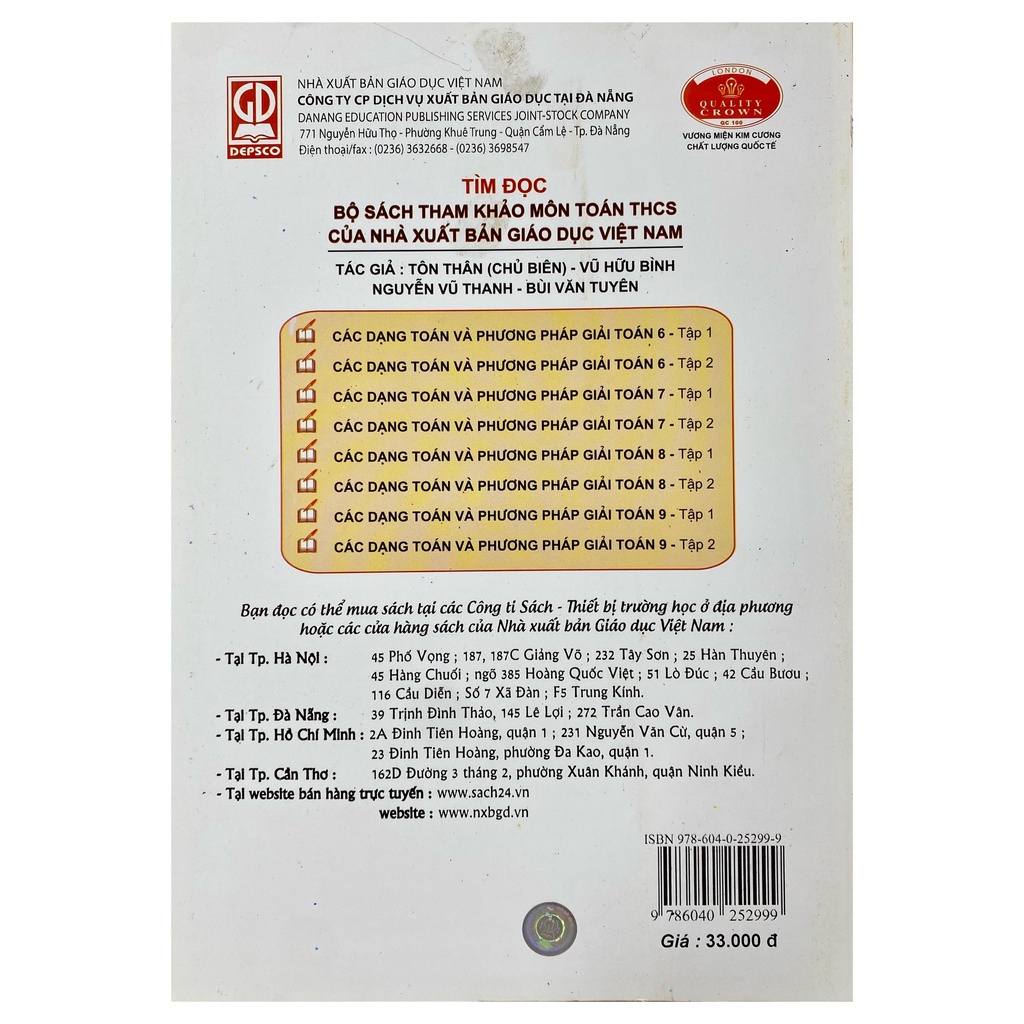 GD
DEPSCO
NHÀ XUẤT BẢN GIÁO DỤC VIỆT NAM
CÔNG TY CP DỊCH VỤ XUẤT BẢN GIÁO DỤC TẠI ĐÀ NẴNG
DANANG EDUCATION PUBLISHING SERVICES JOINT-STOCK COMPANY
771 Nguyễn Hữu Thọ - Phường Khuê Trung - Quận Cẩm Lệ - Tp. Đà Nẵng
Điện thoại/fax : (0236) 3632668 - (0236) 3698547
LONDON
QUALITY
CROWN
QC 100
VƯƠNG MIỆN KIM CƯƠNG
CHẤT LƯỢNG QUỐC TẾ
TÌM ĐỌC
BỘ SÁCH THAM KHẢO MÔN TOÁN THCS
CỦA NHÀ XUẤT BẢN GIÁO DỤC VIỆT NAM
TÁC GIẢ : TÔN THÂN (CHỦ BIÊN) - VŨ HỮU BÌNH
NGUYỄN VŨ THANH - BÙI VĂN TUYÊN
CÁC DẠNG TOÁN VÀ PHƯƠNG PHÁP GIẢI TOÁN 6 - Tập 1
CÁC DẠNG TOÁN VÀ PHƯƠNG PHÁP GIẢI TOÁN 6 - Tập 2
CÁC DẠNG TOÁN VÀ PHƯƠNG PHÁP GIẢI TOÁN 7 - Tập 1
CÁC DẠNG TOÁN VÀ PHƯƠNG PHÁP GIẢI TOÁN 7 - Tập 2
CÁC DẠNG TOÁN VÀ PHƯƠNG PHÁP GIẢI TOÁN 8 - Tập 1
CÁC DẠNG TOÁN VÀ PHƯƠNG PHÁP GIẢI TOÁN 8 - Tập 2
CÁC DẠNG TOÁN VÀ PHƯƠNG PHÁP GIẢI TOÁN 9 - Tập 1
CÁC DẠNG TOÁN VÀ PHƯƠNG PHÁP GIẢI TOÁN 9 - Tập 2
Bạn đọc có thể mua sách tại các Công ti Sách - Thiết bị trường học ở địa phương
hoặc các cửa hàng sách của Nhà xuất bản Giáo dục Việt Nam :
- Tại Tp. Hà Nội : 45 Phố Vọng ; 187, 187C Giảng Võ ; 232 Tây Sơn ; 25 Hàn Thuyên ;
45 Hàng Chuối ; ngõ 385 Hoàng Quốc Việt ; 51 Lò Đúc ; 42 Cầu Bươu ;
116 Cầu Diễn ; Số 7 Xã Đàn ; F5 Trung Kính.
- Tại Tp. Đà Nẵng : 39 Trịnh Đình Thảo, 145 Lê Lợi ; 272 Trần Cao Vân.
- Tại Tp. Hồ Chí Minh : 2A Đinh Tiên Hoàng, quận 1 ; 231 Nguyễn Văn Cừ, quận 5 ;
23 Đinh Tiên Hoàng, phường Đa Kao, quận 1.
- Tại Tp. Cần Thơ : 162D Đường 3 tháng 2, phường Xuân Khánh, quận Ninh Kiều.
- Tại website bán hàng trực tuyến : www.sach24.vn
website : www.nxbgd.vn
ISBN 978-604-0-25299-9
9 786040 252999
Giá : 33.000 đ